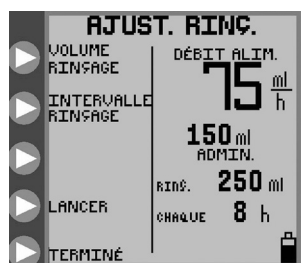 AJUST. RINÇ.
VOLUME
RINÇAGE
INTERVALLE
RINÇAGE
LANCER
TERMINÉ
DÉBIT ALIM.
75 ml/h
150 ml
ADMIN.
RINÇ. 250 ml
CHAQUE 8 h